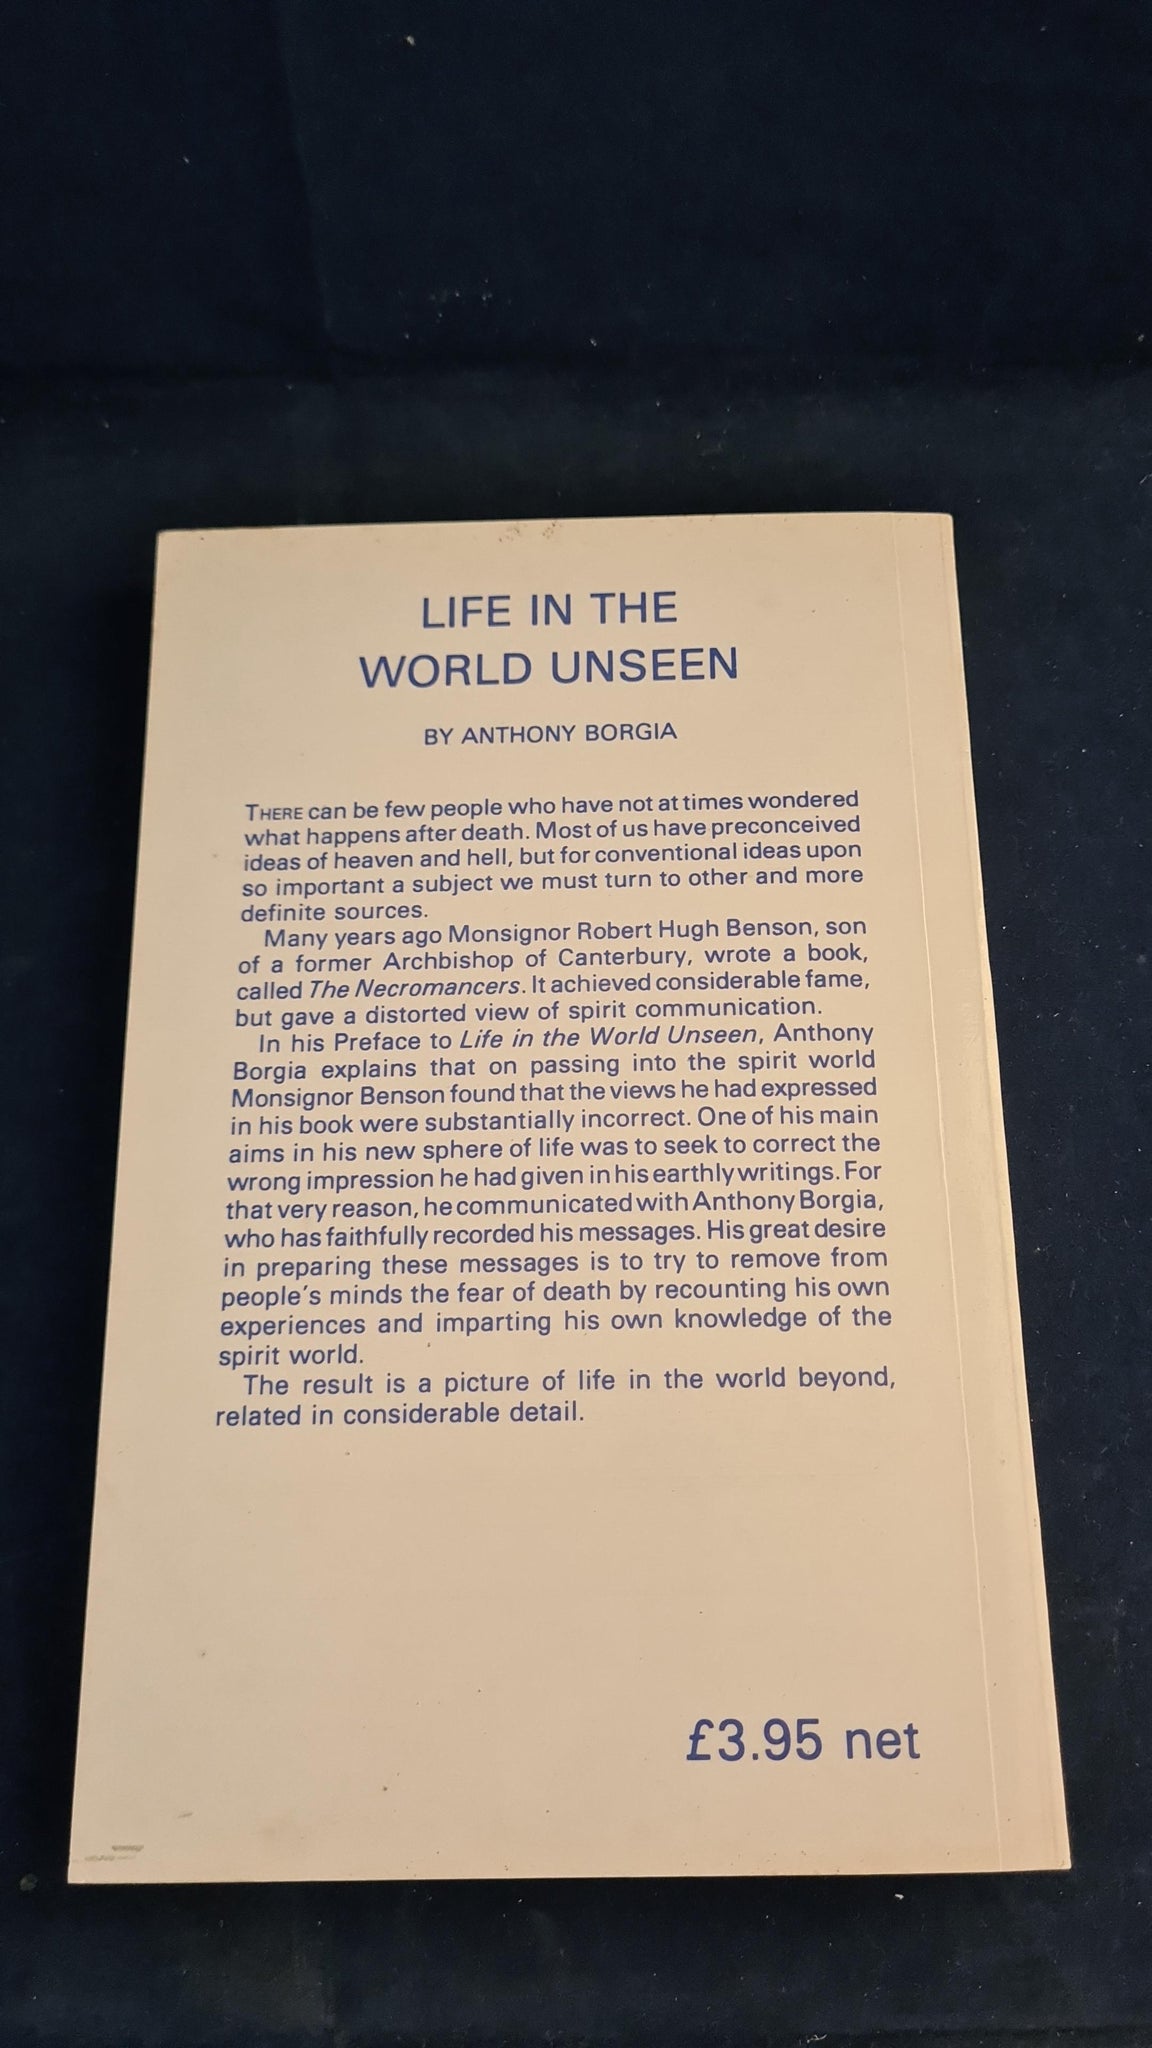 LIFE IN THE
WORLD UNSEEN
BY ANTHONY BORGIA
THERE can be few people who have not at times wondered
what happens after death. Most of us have preconceived
ideas of heaven and hell, but for conventional ideas upon
so important a subject we must turn to other and more
definite sources.
Many years ago Monsignor Robert Hugh Benson, son
of a former Archbishop of Canterbury, wrote a book,
called The Necromancers. It achieved considerable fame,
but gave a distorted view of spirit communication.
In his Preface to Life in the World Unseen, Anthony
Borgia explains that on passing into the spirit world
Monsignor Benson found that the views he had expressed
in his book were substantially incorrect. One of his main
aims in his new sphere of life was to seek to correct the
wrong impression he had given in his earthly writings. For
that very reason, he communicated with Anthony Borgia,
who has faithfully recorded his messages. His great desire
in preparing these messages is to try to remove from
people's minds the fear of death by recounting his own
experiences and imparting his own knowledge of the
spirit world.
The result is a picture of life in the world beyond,
related in considerable detail.
£3.95 net